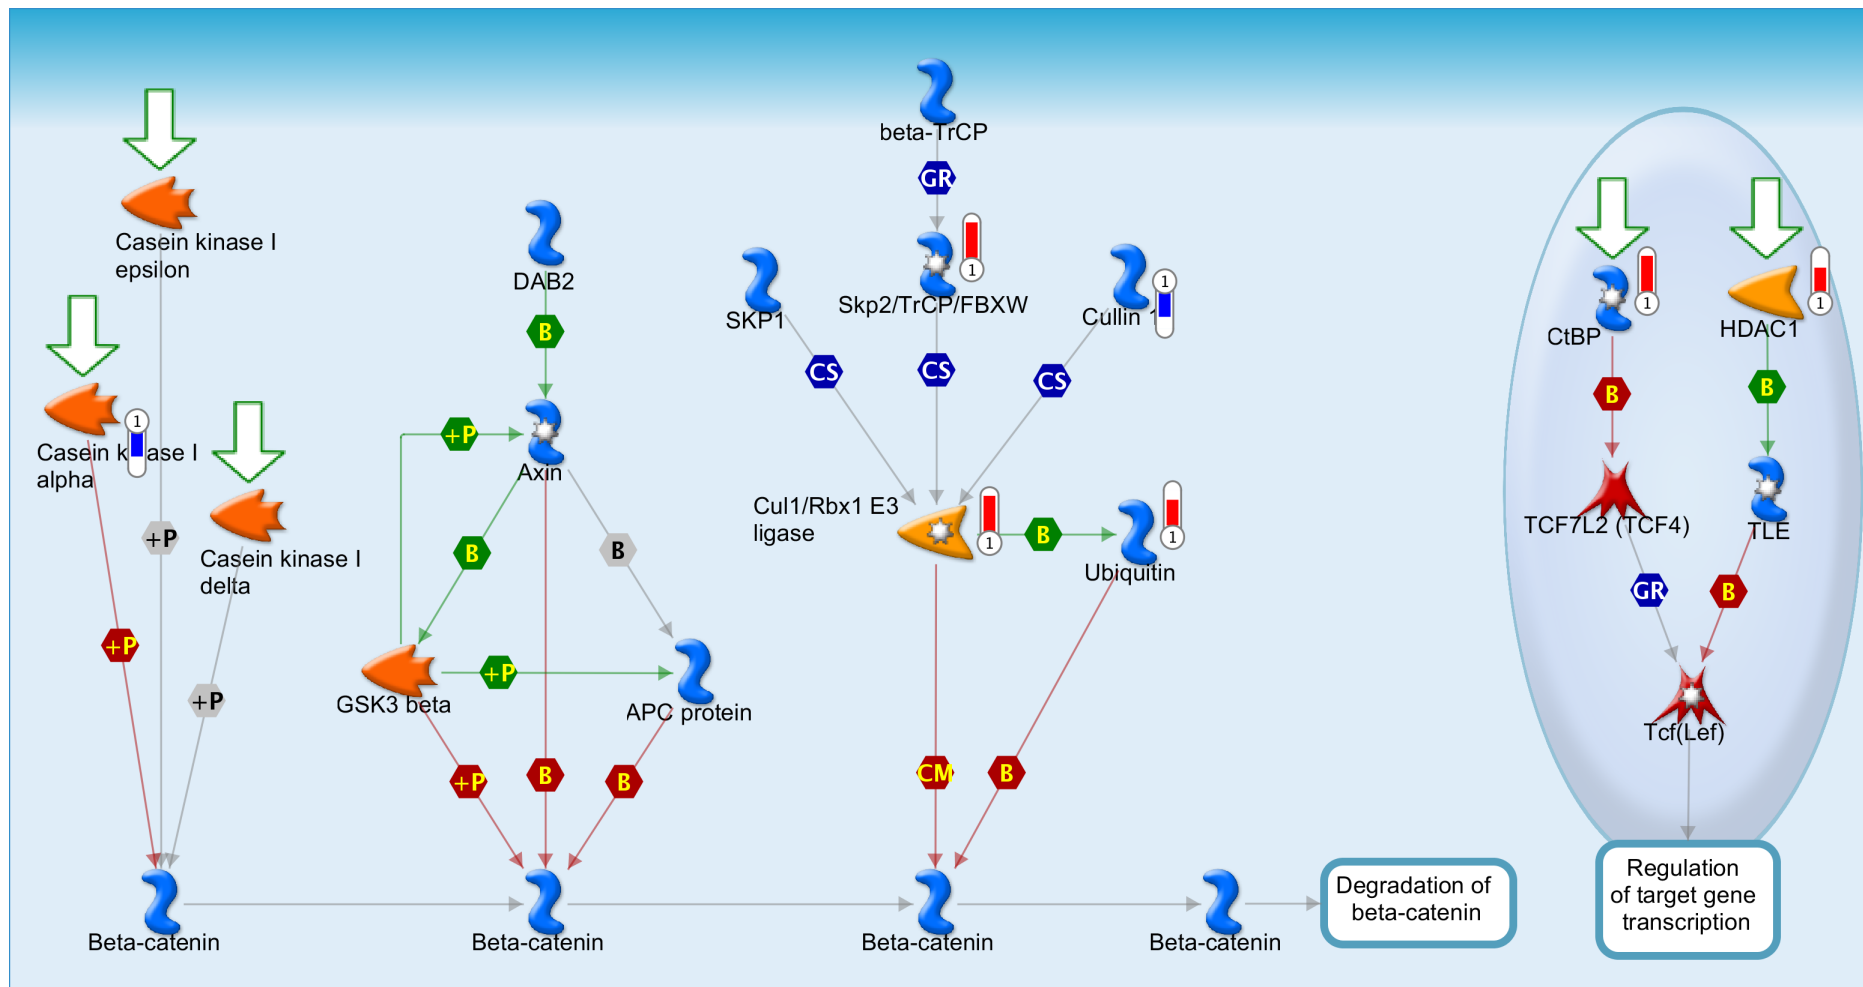 beta-TrCP
GR
Casein kinase I
epsilon
DAB2
B
SKP1
Skp2/TrCP/FBXW
1
Cullin 1
1
CS
CS
CS
Casein kinase I
alpha
1
+P
Axin
Casein kinase I
delta
+P
+P
+P
B
B
GSK3 beta
+P
APC protein
+P
B
B
Cul1/Rbx1 E3
ligase
1
B
Ubiquitin
1
CM
B
CtBP
1
HDAC1
1
B
B
TCF7L2 (TCF4)
TLE
GR
B
Tcf(Lef)
Beta-catenin
Beta-catenin
Beta-catenin
Beta-catenin
Degradation of
beta-catenin
Regulation
of target gene
transcription